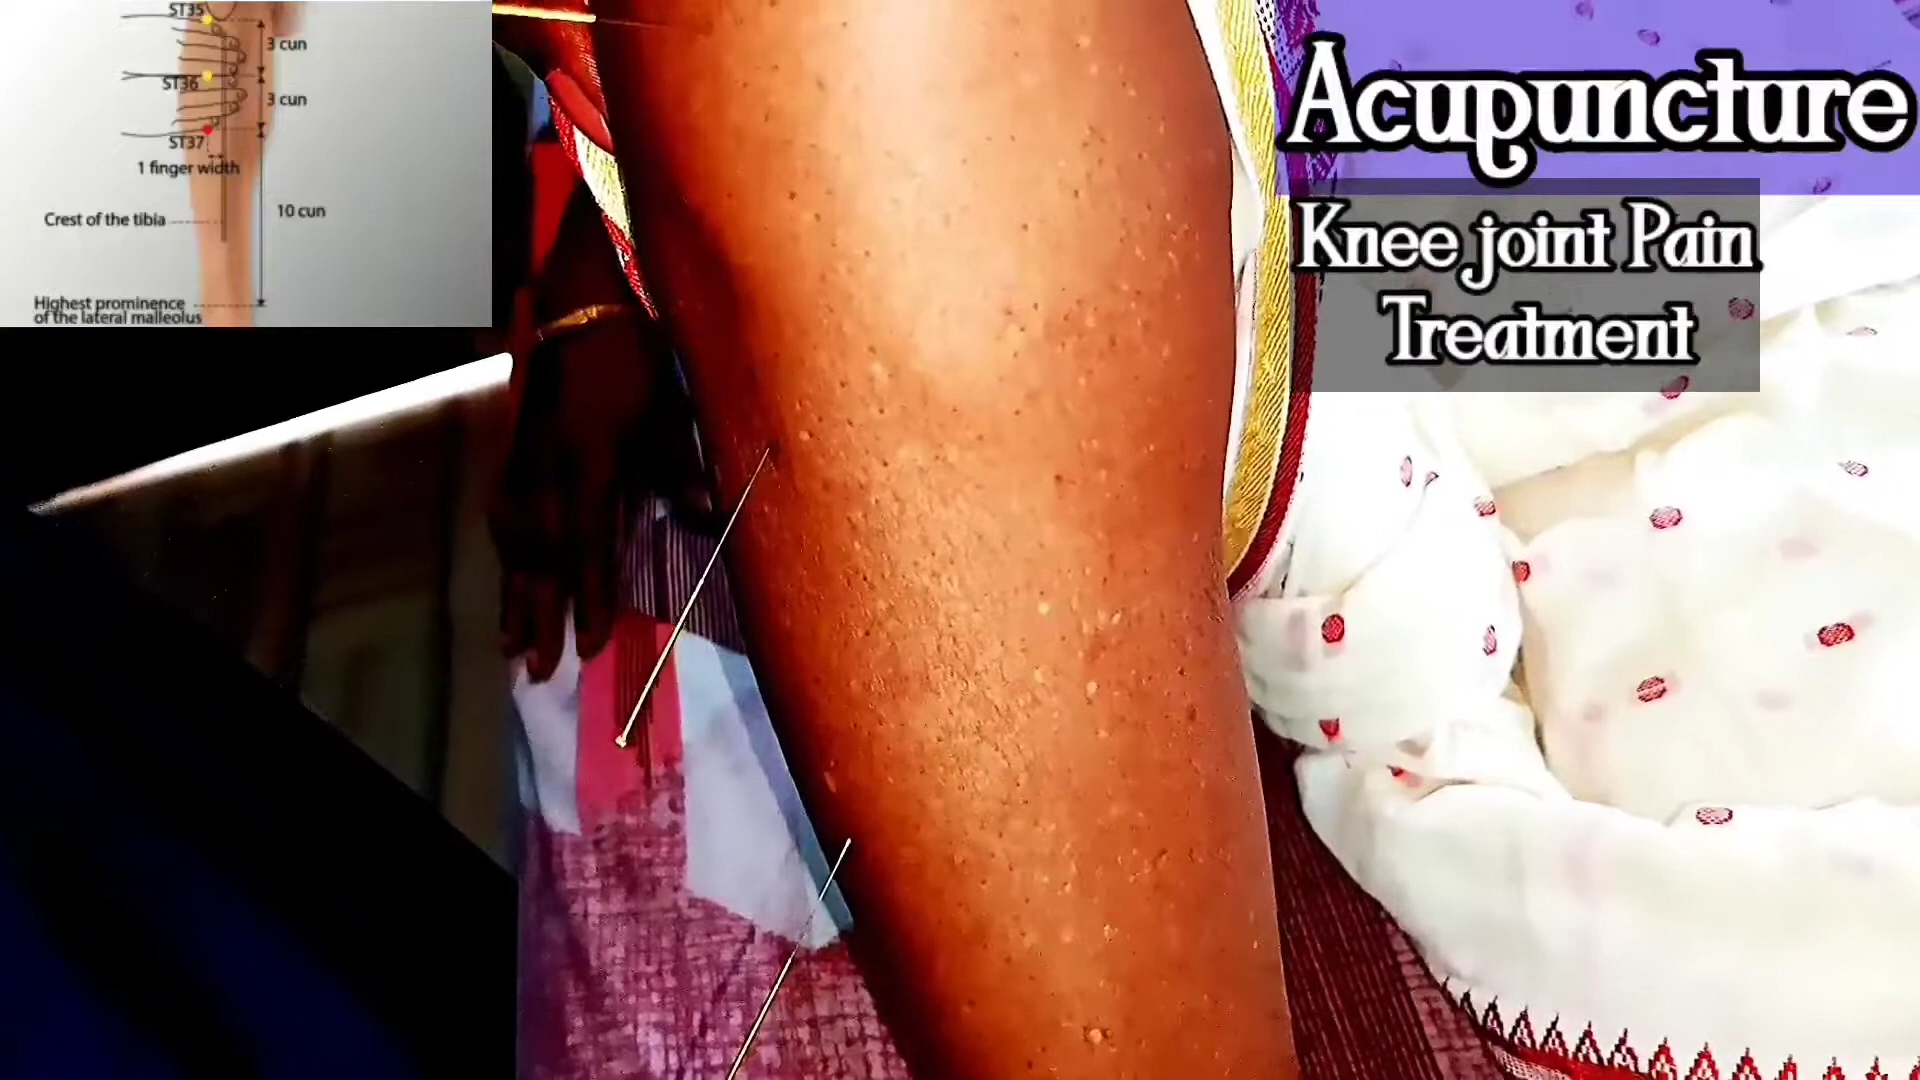 ST35
3 cun
ST36
3 cun
ST37
1 finger width
Crest of the tibia
10 cun
Highest prominence
of the lateral malleolus
Acupuncture
Knee joint Pain
Treatment